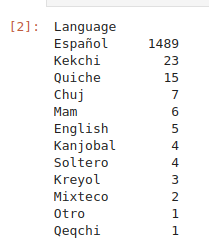 [2]: Language
Español 1489
Kekchi 23
Quiche 15
Chuj 7
Mam 6
English 5
Kanjobal 4
Soltero 4
Kreyol 3
Mixteco 2
Otro 1
Qeqchi 1